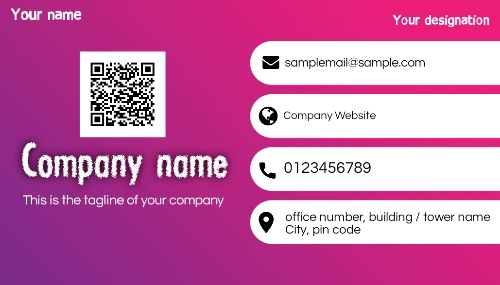 Your name
Your designation
samplemail@sample.com
Company Website
Company name
0123456789
This is the tagline of your company
office number, building / tower name
City, pin code